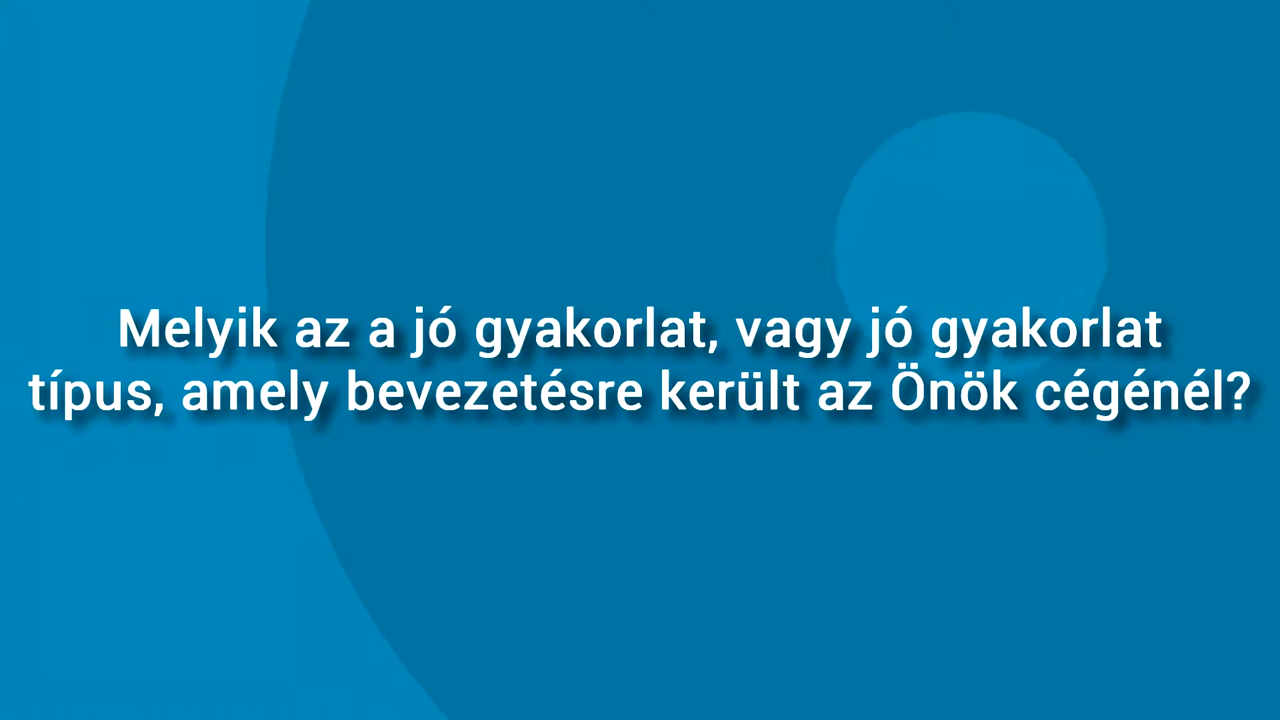 Melyik az a jó gyakorlat, vagy jó gyakorlat
típus, amely bevezetésre került az Önök cégénél?